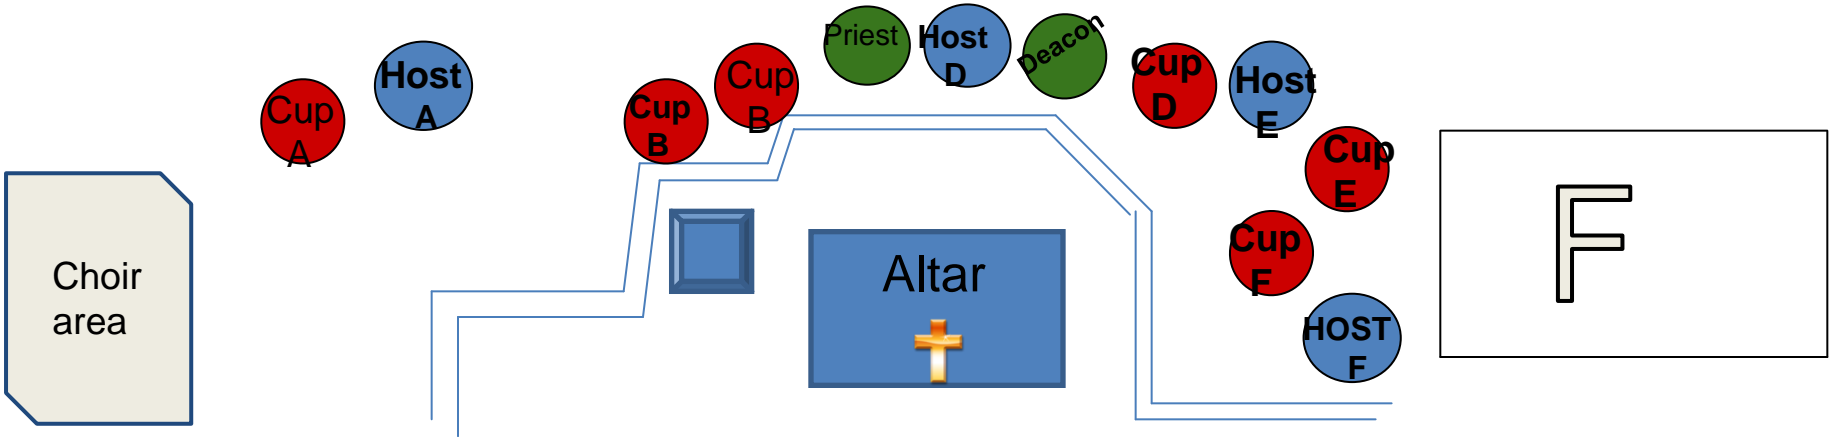 Cup
A
Host
A
Cup
B
Cup
B
Priest
Host
D
Deacon
Cup
D
Host
E
Cup
E
Cup
F
HOST
F
Choir
area
Altar
F